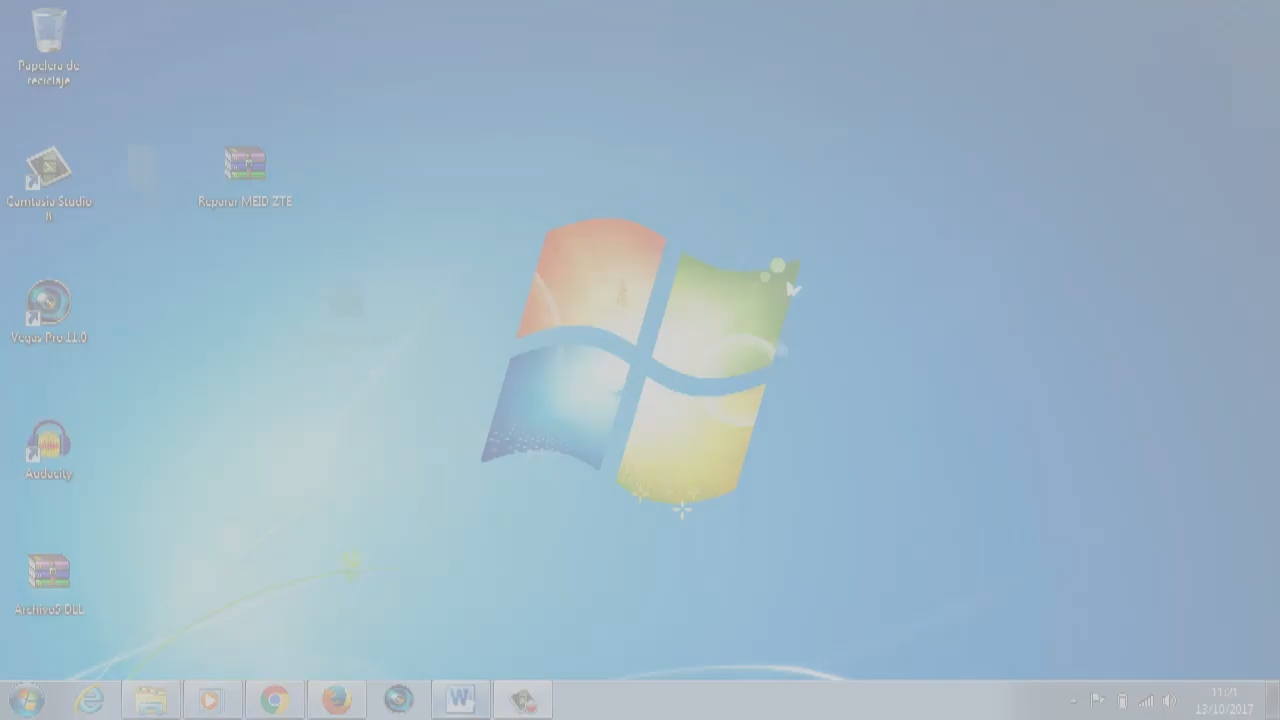 Papelera de
reciclaje
Camtasia Studio
8
Reparar MEID ZTE
Vegas Pro 11.0
Audacity
Archivos DLL
W
11:21
13/10/2017